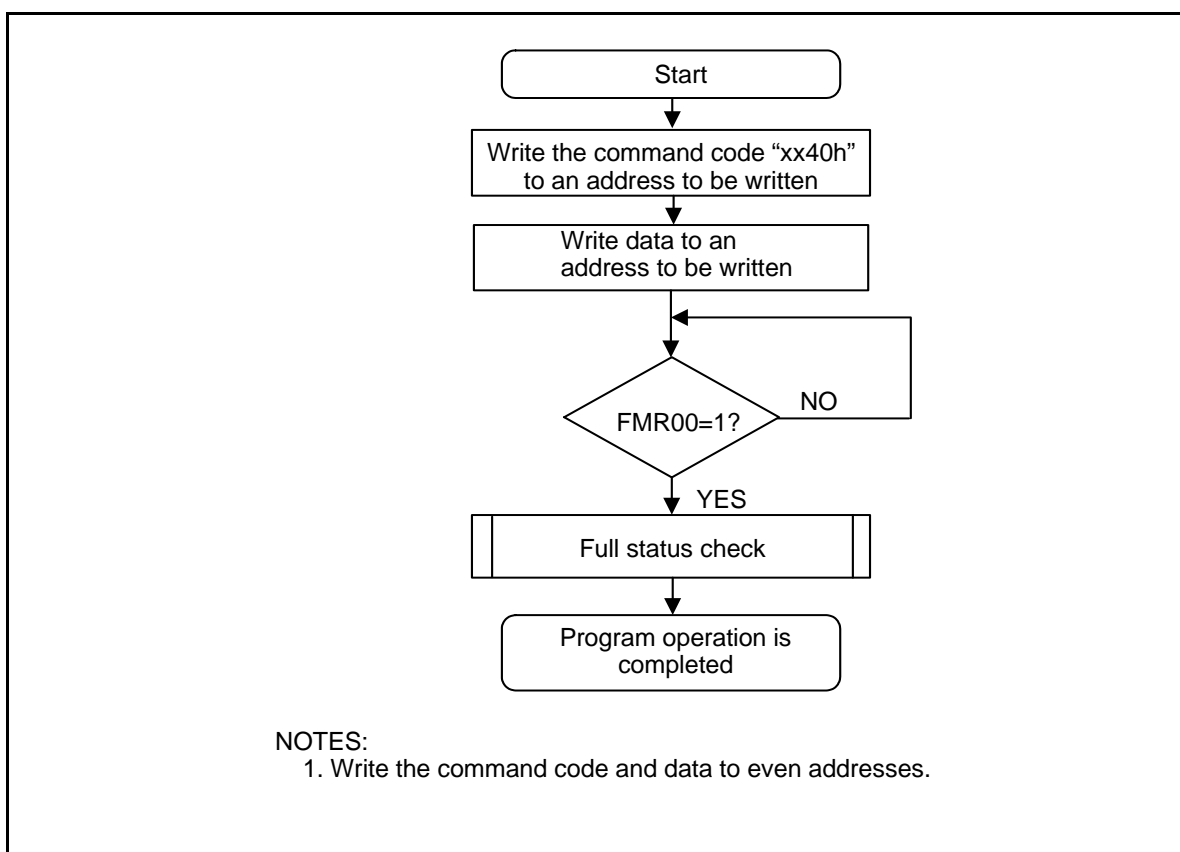 Start
Write the command code “xx40h”
to an address to be written
Write data to an
address to be written
FMR00=1?
NO
YES
Full status check
Program operation is
completed
NOTES:
1. Write the command code and data to even addresses.